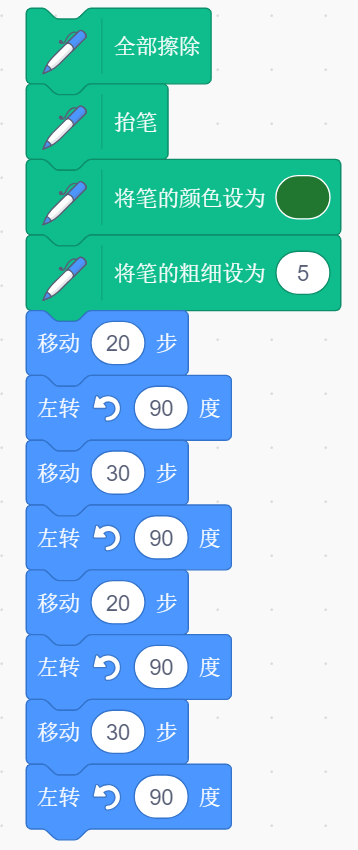 全部擦除
抬笔
将笔的颜色设为
将笔的粗细设为 5
移动 20 步
左转 90 度
移动 30 步
左转 90 度
移动 20 步
左转 90 度
移动 30 步
左转 90 度